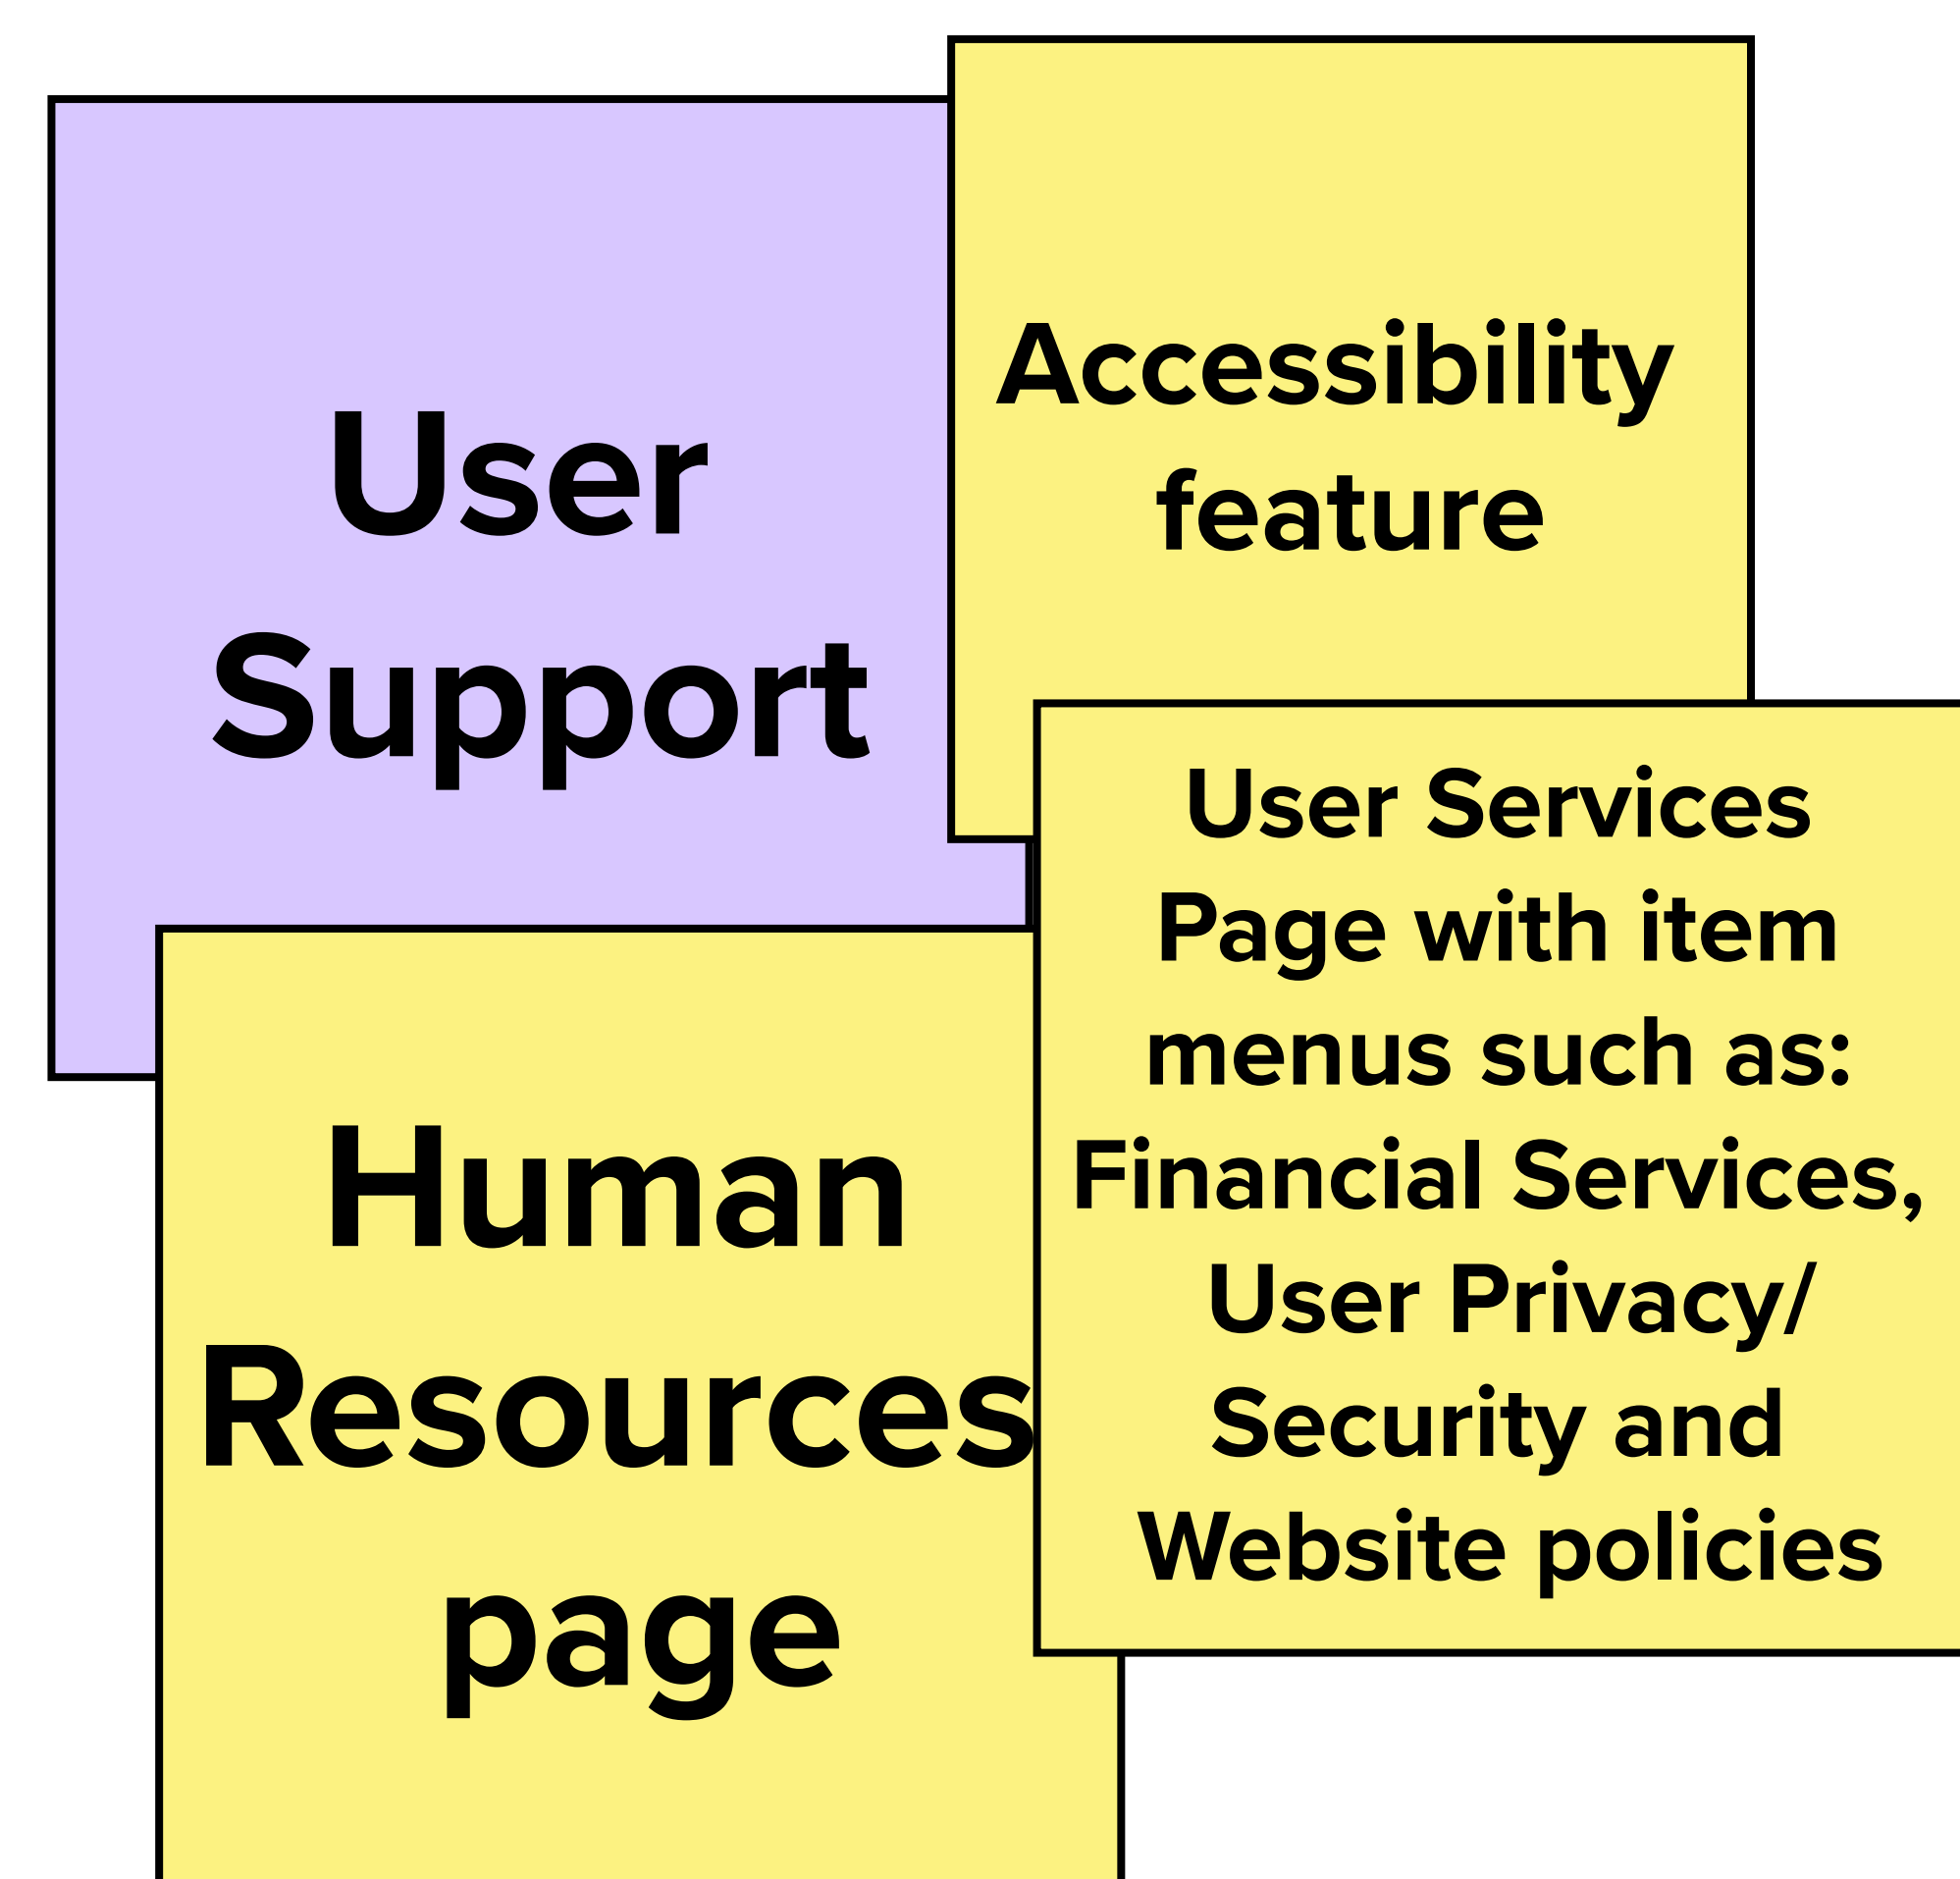 User
Support
Accessibility
feature
User Services
Page with item
menus such as:
Financial Services,
User Privacy/
Security and
Website policies
Human
Resources
page